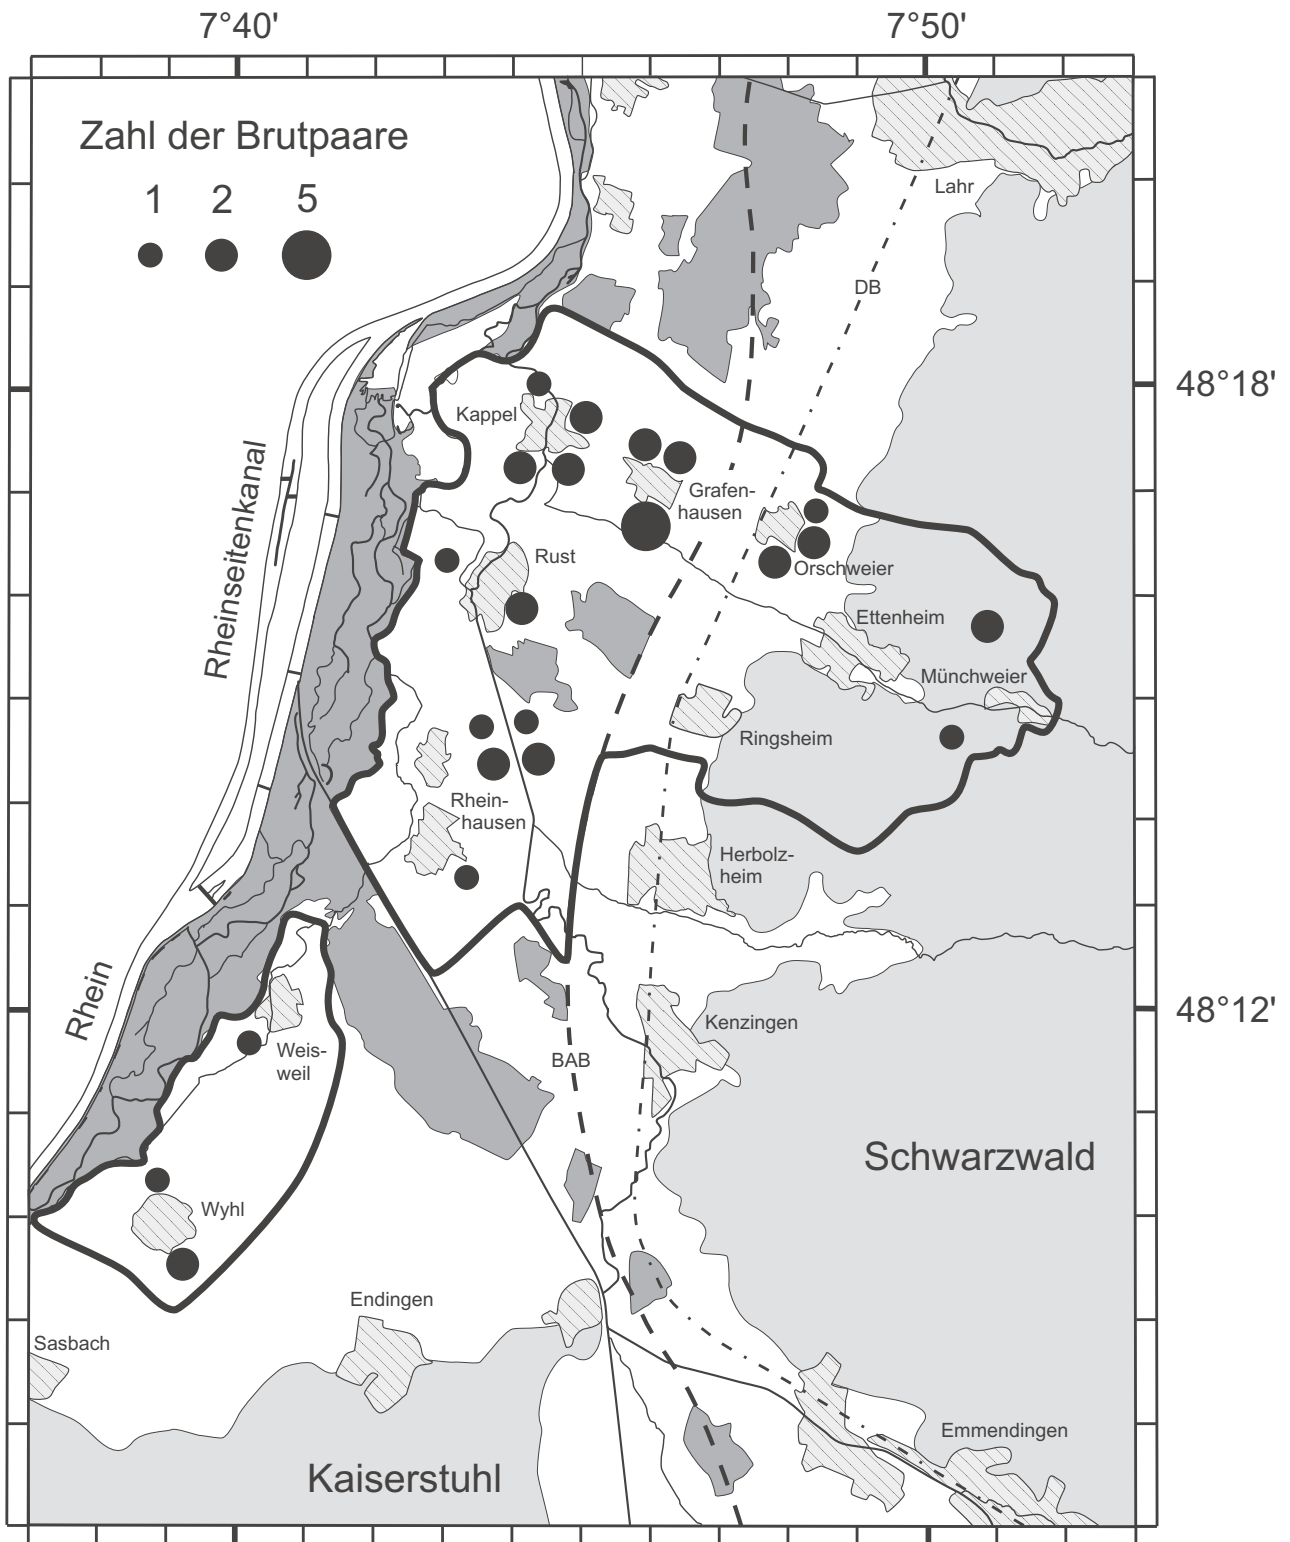 7°40'
7°50'
Zahl der Brutpaare
1 2 5
Lahr
DB
48°18'
Kappel
Rheinseitenkanal
Grafen-
hausen
Rust
Orschweier
Ettenheim
Münchweier
Ringsheim
Rhein-
hausen
Herbolz-
heim
Rhein
48°12'
Kenzingen
Weis-
weil
BAB
Schwarzwald
Wyhl
Endingen
Sasbach
Emmendingen
Kaiserstuhl